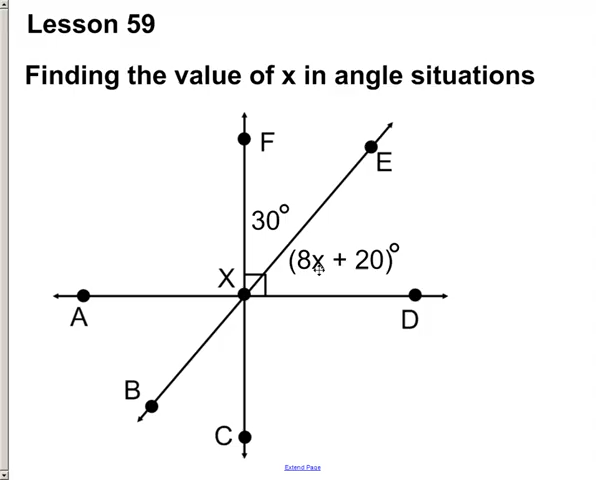 Lesson 59
Finding the value of x in angle situations
F
E
30°
(8x + 20)°
X
A
D
B
C
Extend Page